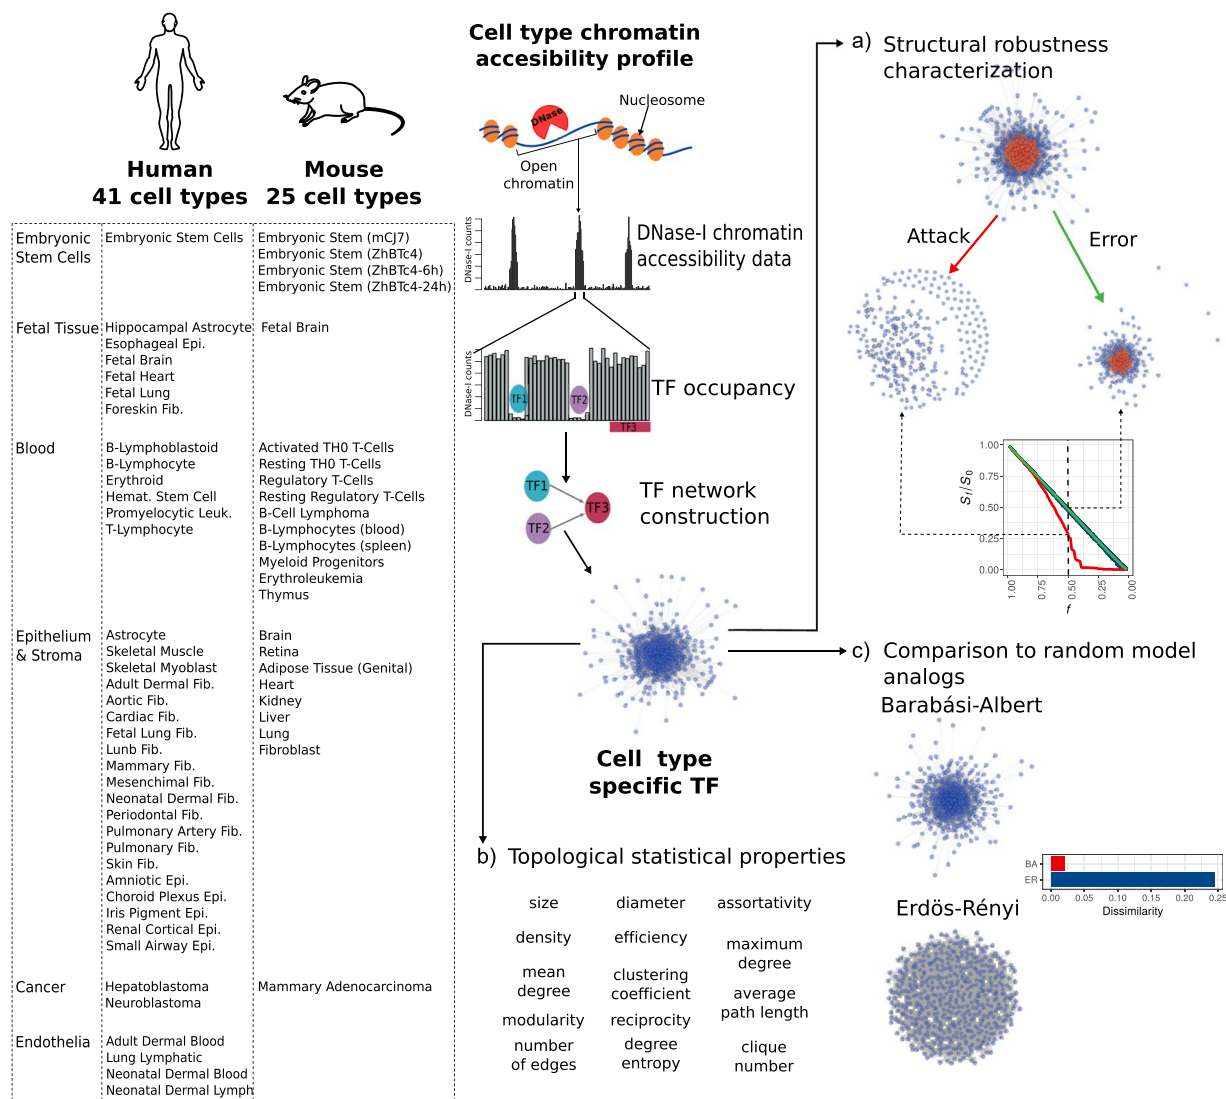 Human
41 cell types
Mouse
25 cell types
Embryonic
Stem Cells
Embryonic Stem Cells
Embryonic Stem (mCJ7)
Embryonic Stem (ZhBTc4)
Embryonic Stem (ZhBTc4-6h)
Embryonic Stem (ZhBTc4-24h)
Fetal Tissue
Hippocampal Astrocyte
Esophageal Epi.
Fetal Brain
Fetal Heart
Fetal Lung
Foreskin Fib.
Fetal Brain
Blood
B-Lymphoblastoid
B-Lymphocyte
Erythroid
Hemat. Stem Cell
Promyelocytic Leuk.
T-Lymphocyte
Activated TH0 T-Cells
Resting TH0 T-Cells
Regulatory T-Cells
Resting Regulatory T-Cells
B-Cell Lymphoma
B-Lymphocytes (blood)
B-Lymphocytes (spleen)
Myeloid Progenitors
Erythroleukemia
Thymus
Epithelium
& Stroma
Astrocyte
Skeletal Muscle
Skeletal Myoblast
Adult Dermal Fib.
Aortic Fib.
Cardiac Fib.
Fetal Lung Fib.
Lunb Fib.
Mammary Fib.
Mesenchimal Fib.
Neonatal Dermal Fib.
Periodontal Fib.
Pulmonary Artery Fib.
Pulmonary Fib.
Skin Fib.
Amniotic Epi.
Choroid Plexus Epi.
Iris Pigment Epi.
Renal Cortical Epi.
Small Airway Epi.
Brain
Retina
Adipose Tissue (Genital)
Heart
Kidney
Liver
Lung
Fibroblast
Cancer
Hepatoblastoma
Neuroblastoma
Mammary Adenocarcinoma
Endothelia
Adult Dermal Blood
Lung Lymphatic
Neonatal Dermal Blood
Neonatal Dermal Lymph
Cell type chromatin
accesibility profile
DNase
Nucleosome
Open
chromatin
DNase-I counts
DNase-I chromatin
accessibility data
DNase-I counts
TF1
TF2
TF3
TF occupancy
TF1
TF2
TF3
TF network
construction
Cell type
specific TF
a) Structural robustness
characterization
Attack
Error
S_f/S_0
1.00
0.75
0.50
0.25
0.00
1.00
0.75
0.50
0.25
0.00
f
b) Topological statistical properties
size
diameter
assortativity
density
efficiency
maximum
degree
mean
degree
clustering
coefficient
average
path length
modularity
reciprocity
number
of edges
degree
entropy
clique
number
c) Comparison to random model
analogs
Barabási-Albert
BA
ER
0.00 0.05 0.10 0.15 0.20 0.25
Dissimilarity
Erdös-Rényi